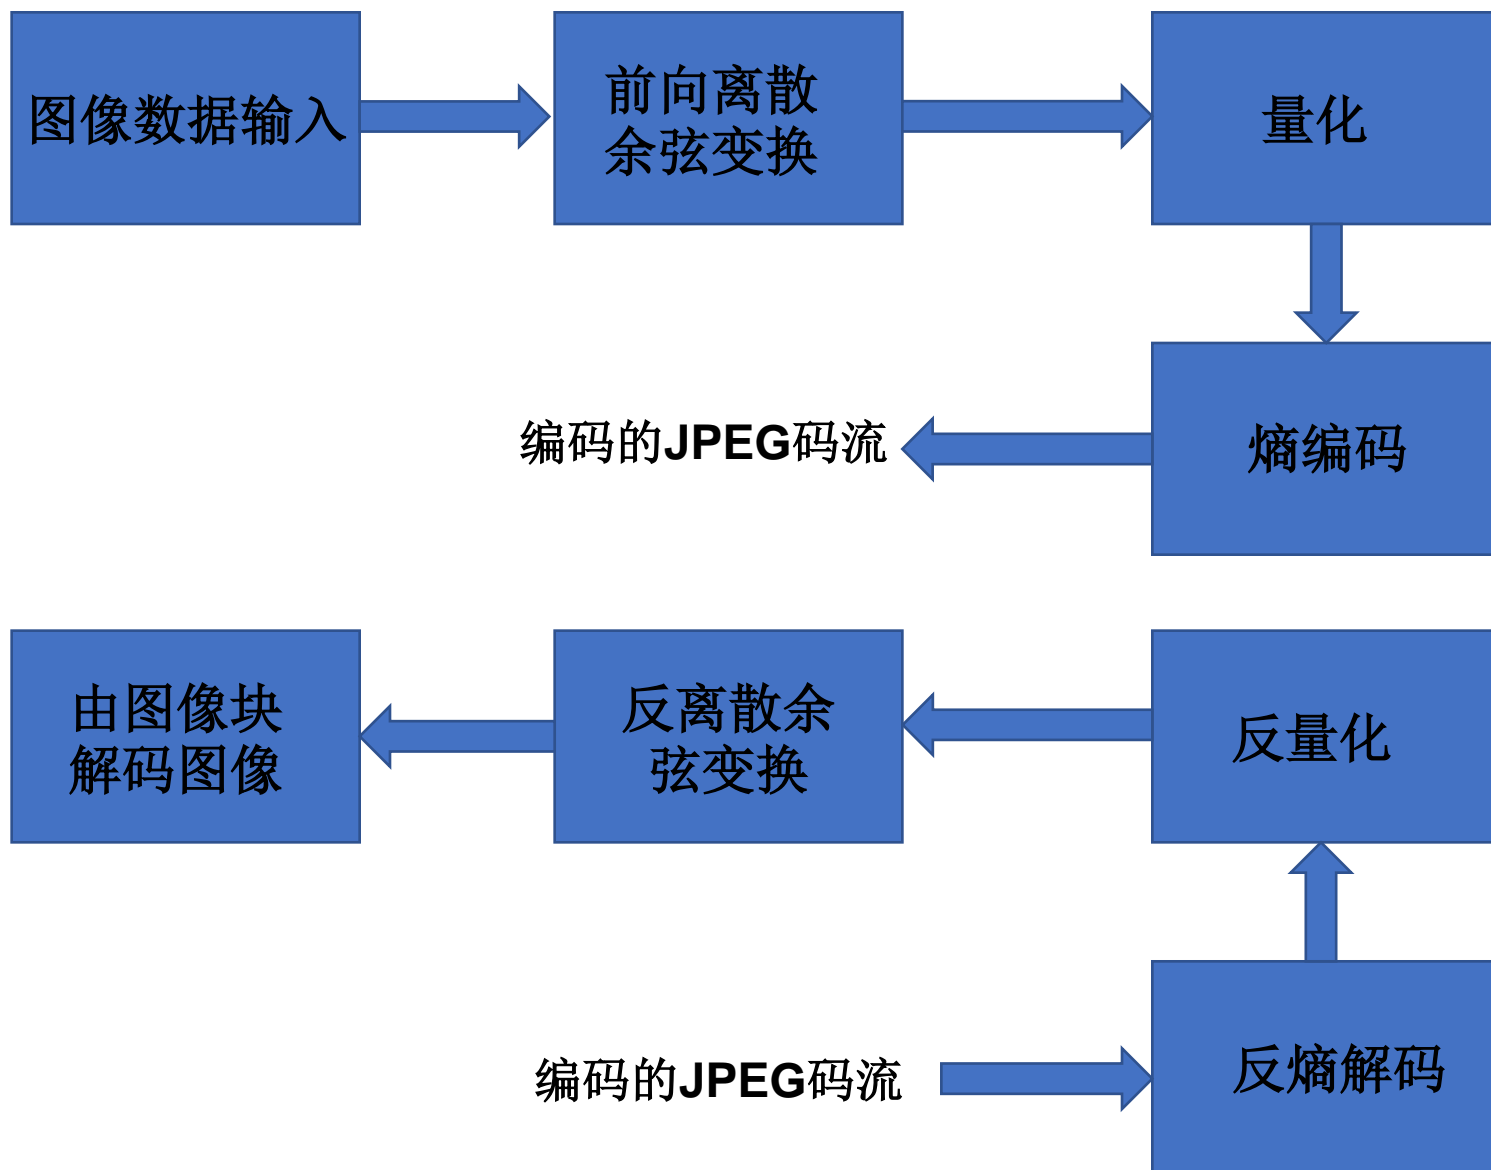 图像数据输入
前向离散
余弦变换
量化
编码的JPEG码流
熵编码
由图像块
解码图像
反离散余
弦变换
反量化
编码的JPEG码流
反熵解码